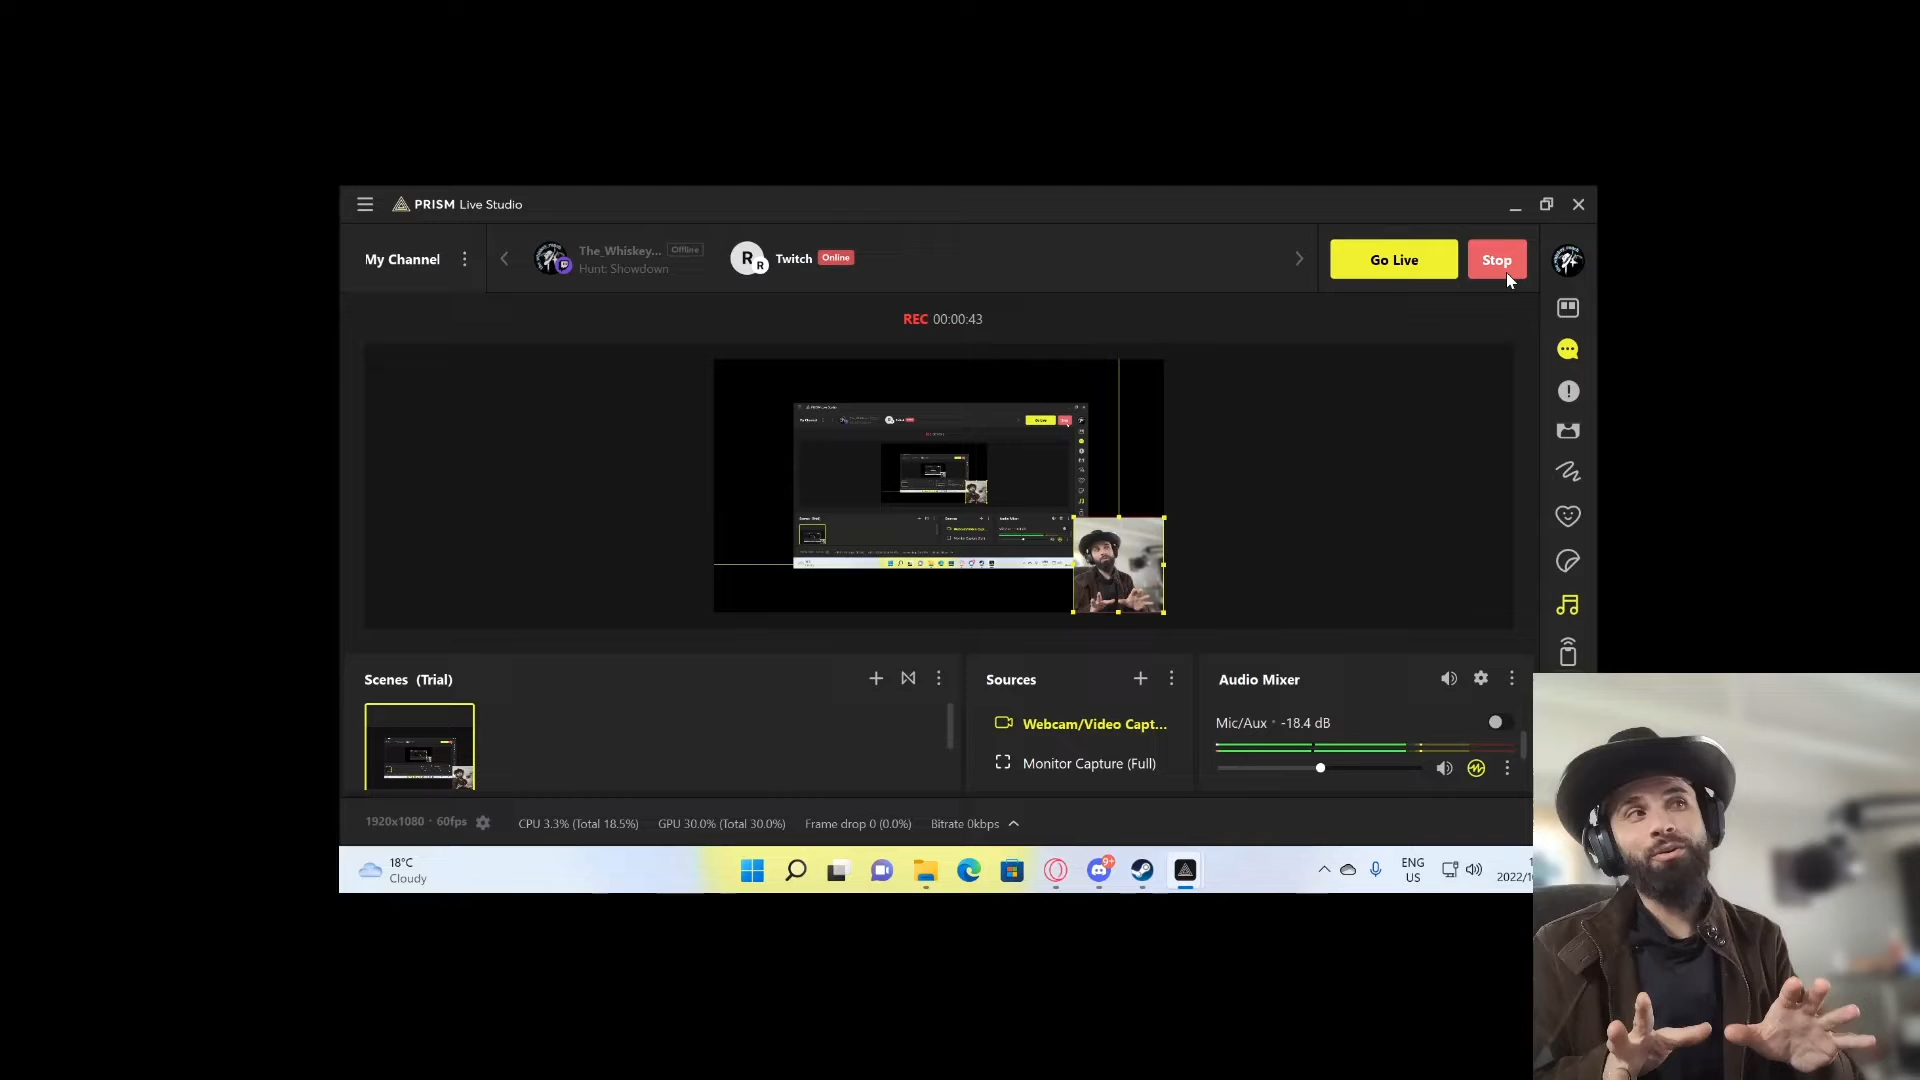 PRISM Live Studio
My Channel
The_Whiskey... Offline
Hunt: Showdown
R R Twitch Online
Go Live
Stop
REC 00:00:43
Scenes (Trial)
Sources
Audio Mixer
Webcam/Video Capt...
Monitor Capture (Full)
Mic/Aux · -18.4 dB
1920x1080 · 60fps
CPU 3.3% (Total 18.5%)
GPU 30.0% (Total 30.0%)
Frame drop 0 (0.0%)
Bitrate 0kbps
18°C
Cloudy
9+
ENG
US